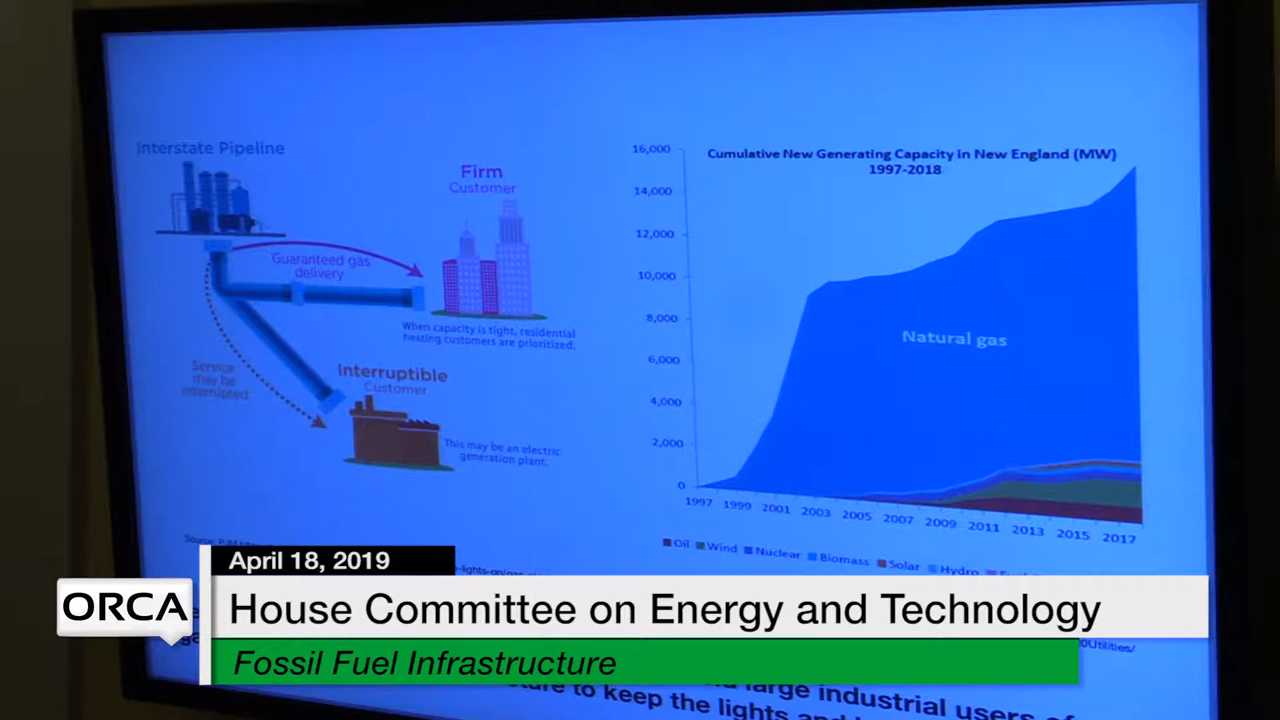 Interstate Pipeline
Firm
Customer
Guaranteed gas
delivery
When capacity is tight, residential
heating customers are prioritized.
Service
may be
interrupted
Interruptible
Customer
This may be an electric
generation plant.
Cumulative New Generating Capacity in New England (MW)
1997-2018
16,000
14,000
12,000
10,000
8,000
6,000
4,000
2,000
0
Natural gas
1997 1999 2001 2003 2005 2007 2009 2011 2013 2015 2017
Oil Wind Nuclear Biomass Solar Hydro
Source: PJM
0Utilities/
large industrial users of
to keep the lights and
April 18, 2019
ORCA
House Committee on Energy and Technology
Fossil Fuel Infrastructure